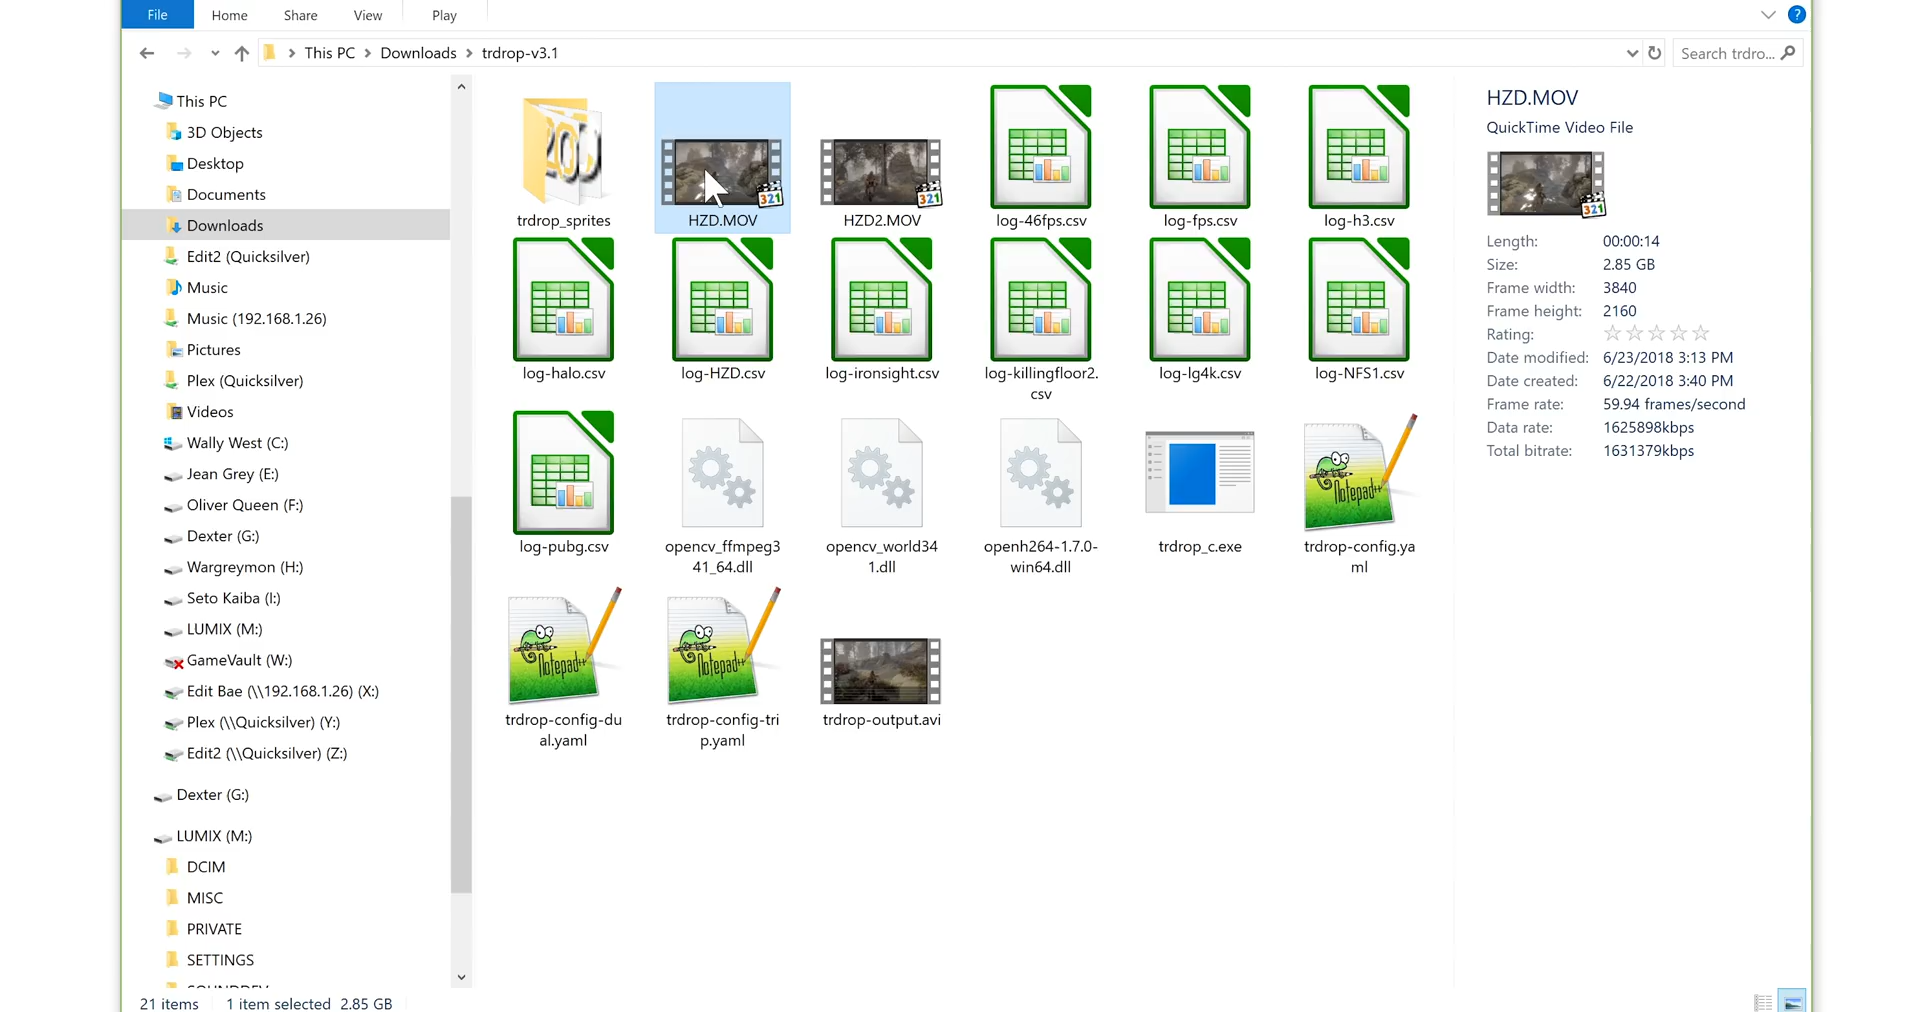 File
Home
Share
View
Play
?
This PC
Downloads
trdrop-v3.1
Search trdro...
This PC
3D Objects
Desktop
Documents
Downloads
Edit2 (Quicksilver)
Music
Music (192.168.1.26)
Pictures
Plex (Quicksilver)
Videos
Wally West (C:)
Jean Grey (E:)
Oliver Queen (F:)
Dexter (G:)
Wargreymon (H:)
Seto Kaiba (I:)
LUMIX (M:)
GameVault (W:)
Edit Bae (\\192.168.1.26) (X:)
Plex (\\Quicksilver) (Y:)
Edit2 (\\Quicksilver) (Z:)
Dexter (G:)
LUMIX (M:)
DCIM
MISC
PRIVATE
SETTINGS
321
321
trdrop_sprites
HZD.MOV
HZD2.MOV
log-46fps.csv
log-fps.csv
log-h3.csv
log-halo.csv
log-HZD.csv
log-ironsight.csv
log-killingfloor2.
csv
log-lg4k.csv
log-NFS1.csv
Notepad++
log-pubg.csv
opencv_ffmpeg3
41_64.dll
opencv_world34
1.dll
openh264-1.7.0-
win64.dll
trdrop_c.exe
trdrop-config.ya
ml
Notepad++
Notepad++
trdrop-config-du
al.yaml
trdrop-config-tri
p.yaml
trdrop-output.avi
HZD.MOV
QuickTime Video File
321
Length: 00:00:14
Size: 2.85 GB
Frame width: 3840
Frame height: 2160
Rating:
Date modified: 6/23/2018 3:13 PM
Date created: 6/22/2018 3:40 PM
Frame rate: 59.94 frames/second
Data rate: 1625898kbps
Total bitrate: 1631379kbps
21 items
1 item selected 2.85 GB